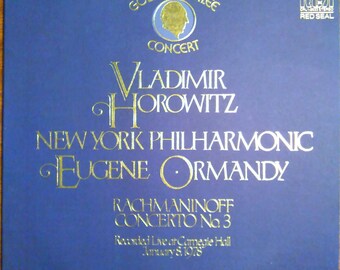 CONCERT
RED SEAL
VLADIMIR
HOROWITZ
NEW YORK PHILHARMONIC
EUGENE ORMANDY
RACHMANINOFF
CONCERTO No. 3
Recorded Live at Carnegie Hall
January 8, 1978